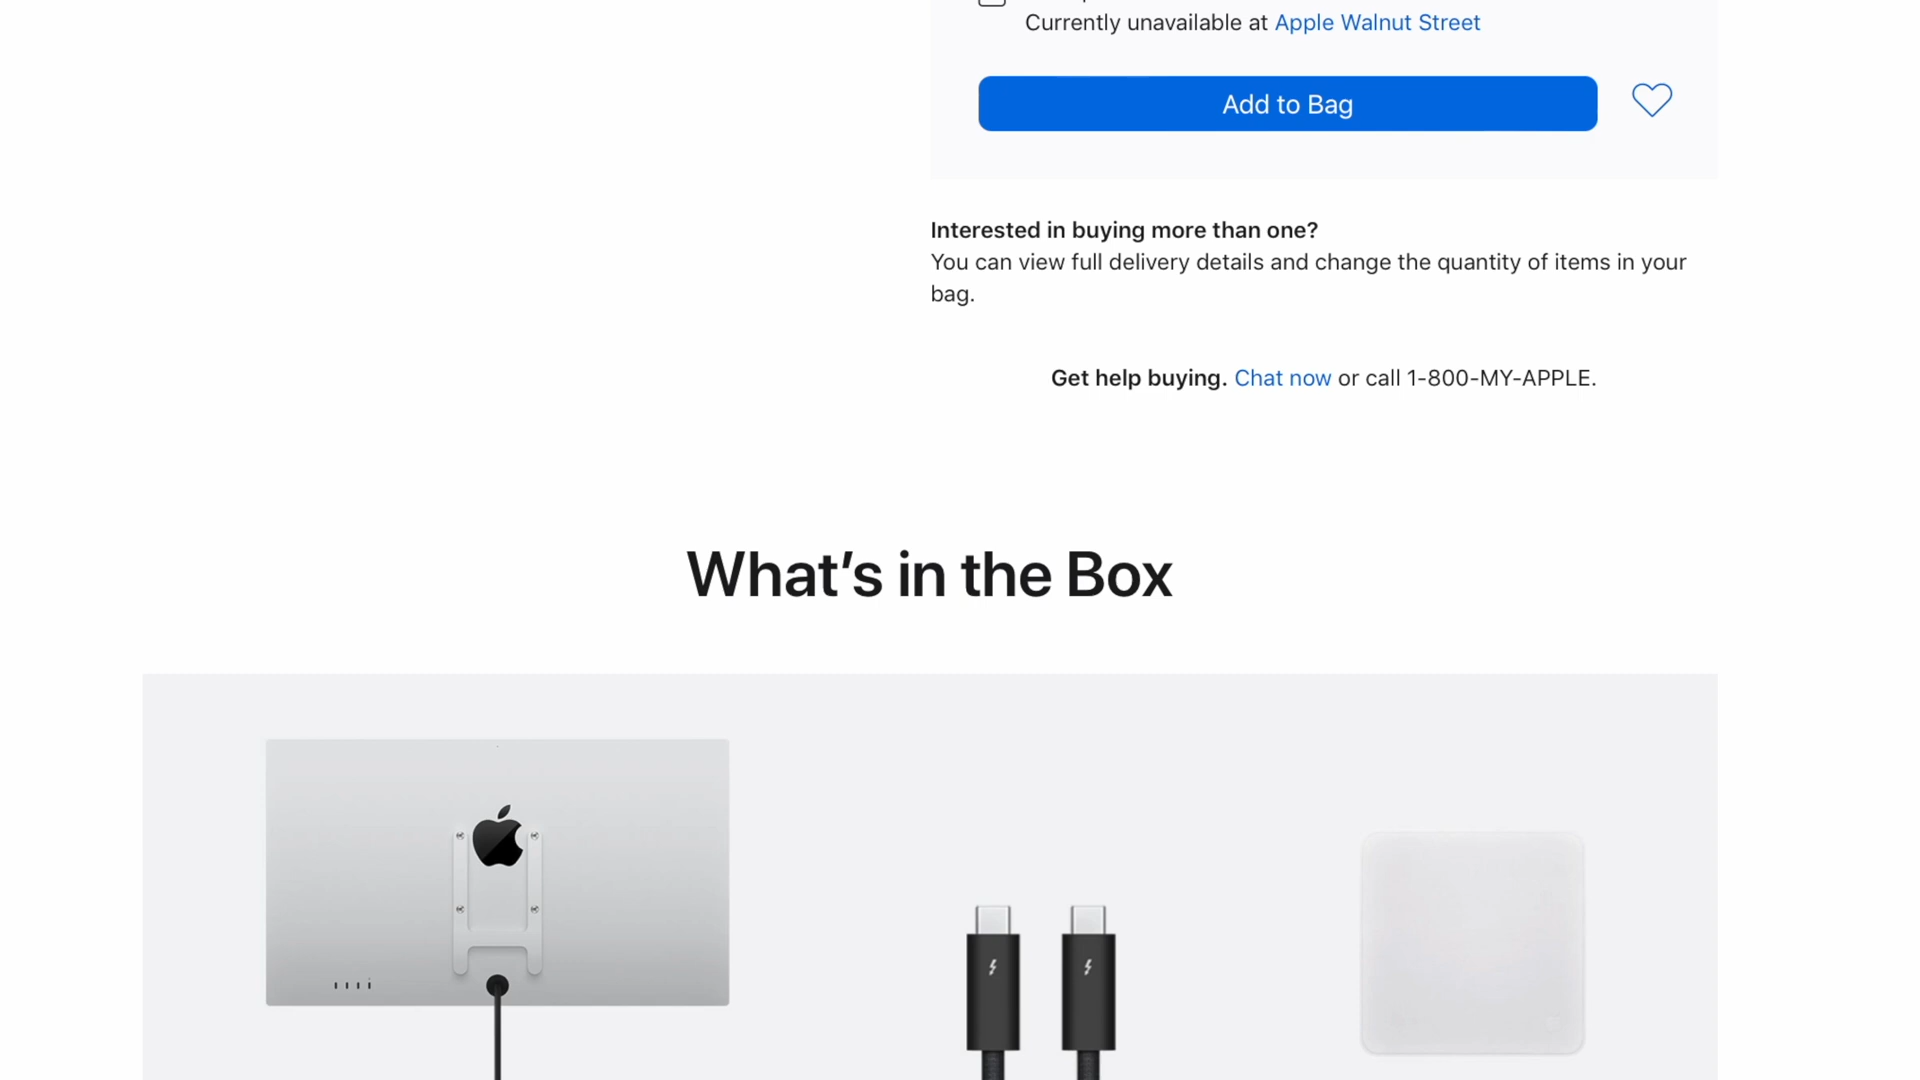 Currently unavailable at Apple Walnut Street
Add to Bag
Interested in buying more than one?
You can view full delivery details and change the quantity of items in your
bag.
Get help buying. Chat now or call 1-800-MY-APPLE.
What's in the Box